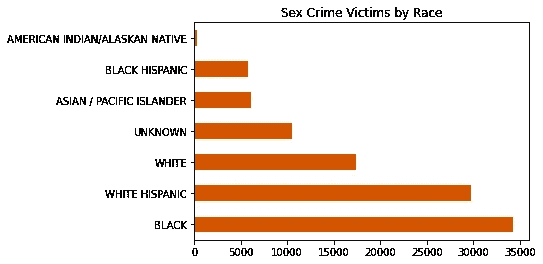 Sex Crime Victims by Race
AMERICAN INDIAN/ALASKAN NATIVE
BLACK HISPANIC
ASIAN / PACIFIC ISLANDER
UNKNOWN
WHITE
WHITE HISPANIC
BLACK
0 5000 10000 15000 20000 25000 30000 35000